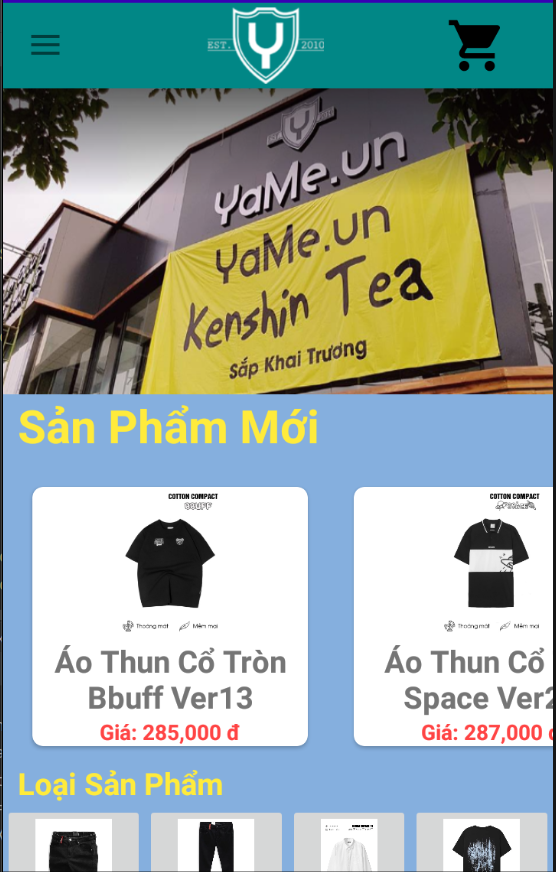 EST.
2010
YaMe.un
YaMe.un
Kenshin Tea
Sắp Khai Trương
Sản Phẩm Mới
COTTON COMPACT
BBUFF
Thoáng mát
Mềm mại
Áo Thun Cổ Tròn
Bbuff Ver13
Giá: 285,000 đ
COTTON COMPACT
SPACE
Thoáng mát
Mềm mại
Áo Thun Cổ
Space Ver2
Giá: 287,000 đ
Loại Sản Phẩm